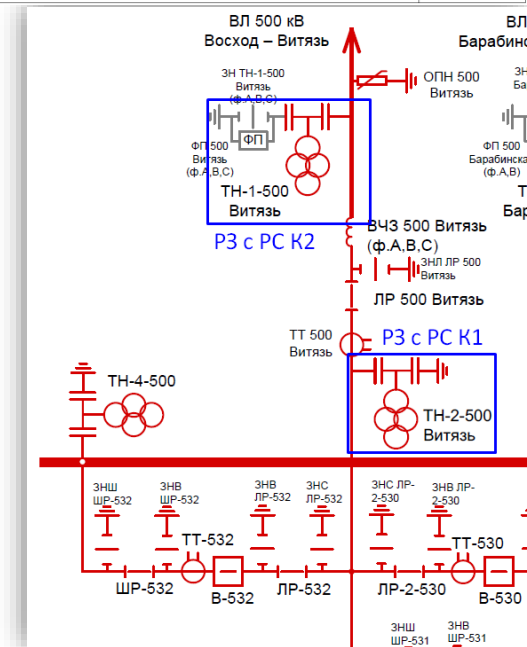 ВЛ 500 кВ
Восход – Витязь
ВЛ
Барабинс
ЗН ТН-1-500
Витязь
(ф.А,В,С)
ОПН 500
Витязь
ЗН
Ба
ФП
ФП 500
Витязь
(ф.А,В,С)
ФП 500
Барабинска
(ф.А,В)
ТН-1-500
Витязь
Т
Бар
РЗ с РС К2
ВЧЗ 500 Витязь
(ф.А,В,С)
ЗНЛ ЛР 500
Витязь
ЛР 500 Витязь
ТТ 500
Витязь
РЗ с РС К1
ТН-4-500
ТН-2-500
Витязь
ЗНШ
ШР-532
ЗНВ
ШР-532
ЗНВ
ЛР-532
ЗНС
ЛР-532
ЗНС ЛР-
2-530
ЗНВ ЛР-
2-530
ТТ-532
ТТ-530
ШР-532
В-532
ЛР-532
ЛР-2-530
В-530
ЗНШ
ШР-531
ЗНВ
ШР-531